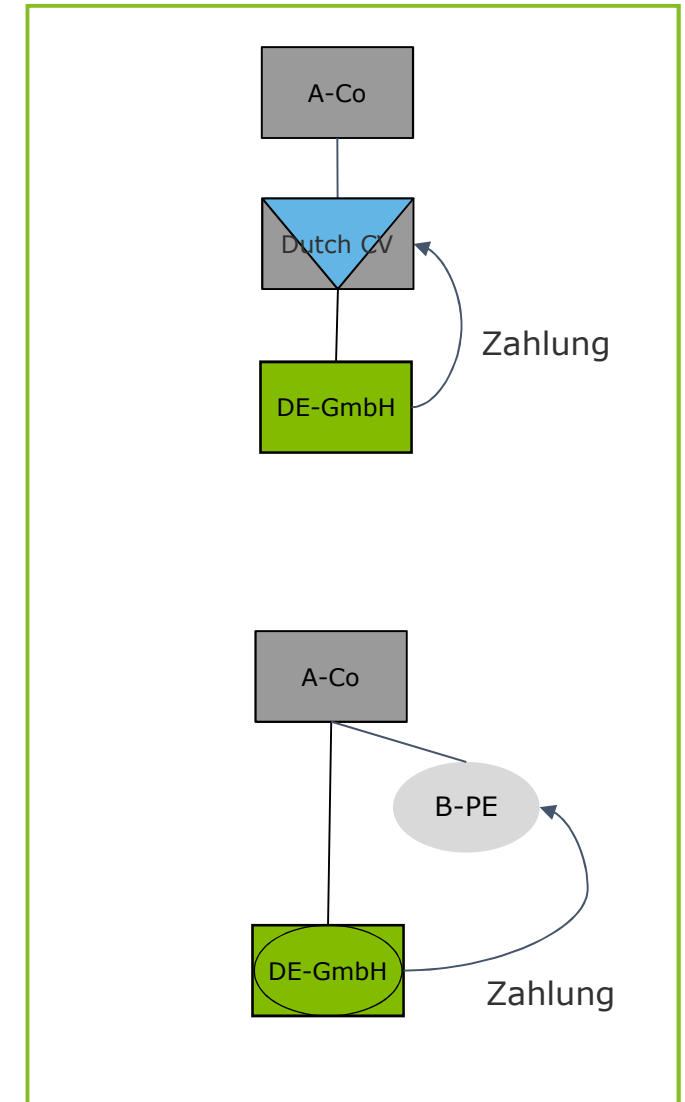 A-Co
Dutch CV
Zahlung
DE-GmbH
A-Co
B-PE
DE-GmbH
Zahlung